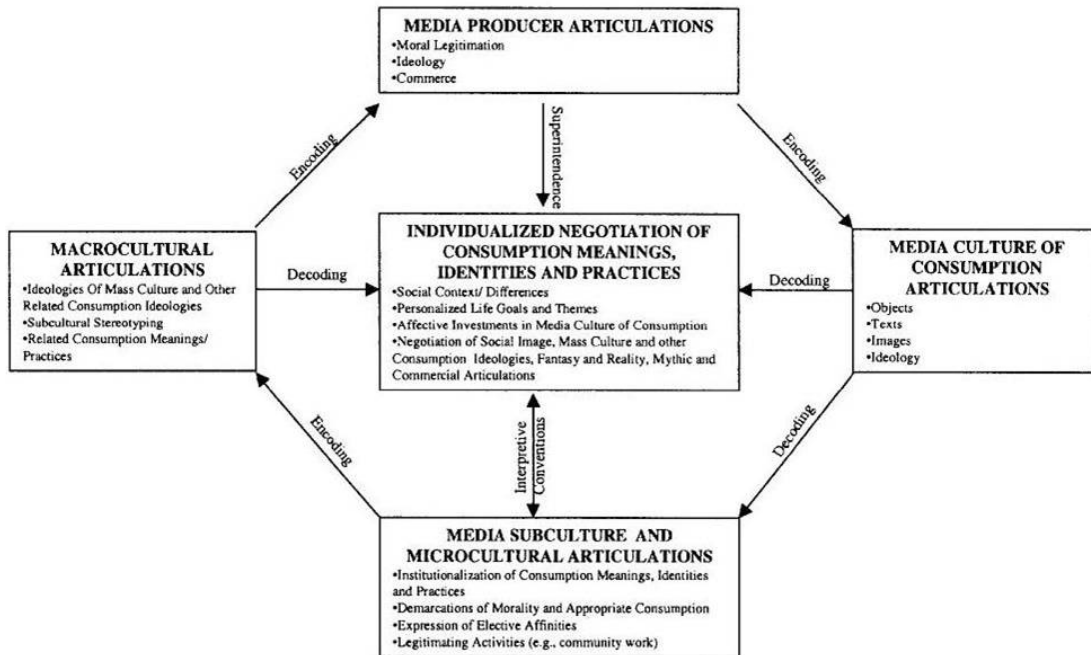 MEDIA PRODUCER ARTICULATIONS
•Moral Legitimation
•Ideology
•Commerce
Encoding
Superintendence
Encoding
MACROCULTURAL
ARTICULATIONS
•Ideologies Of Mass Culture and Other
Related Consumption Ideologies
•Subcultural Stereotyping
•Related Consumption Meanings/
Practices
Decoding
INDIVIDUALIZED NEGOTIATION OF
CONSUMPTION MEANINGS,
IDENTITIES AND PRACTICES
•Social Context/ Differences
•Personalized Life Goals and Themes
•Affective Investments in Media Culture of Consumption
•Negotiation of Social Image, Mass Culture and other
Consumption Ideologies, Fantasy and Reality, Mythic and
Commercial Articulations
Decoding
MEDIA CULTURE OF
CONSUMPTION
ARTICULATIONS
•Objects
•Texts
•Images
•Ideology
Encoding
Interpretive
Conventions
Decoding
MEDIA SUBCULTURE AND
MICROCULTURAL ARTICULATIONS
•Institutionalization of Consumption Meanings, Identities
and Practices
•Demarcations of Morality and Appropriate Consumption
•Expression of Elective Affinities
•Legitimating Activities (e.g., community work)